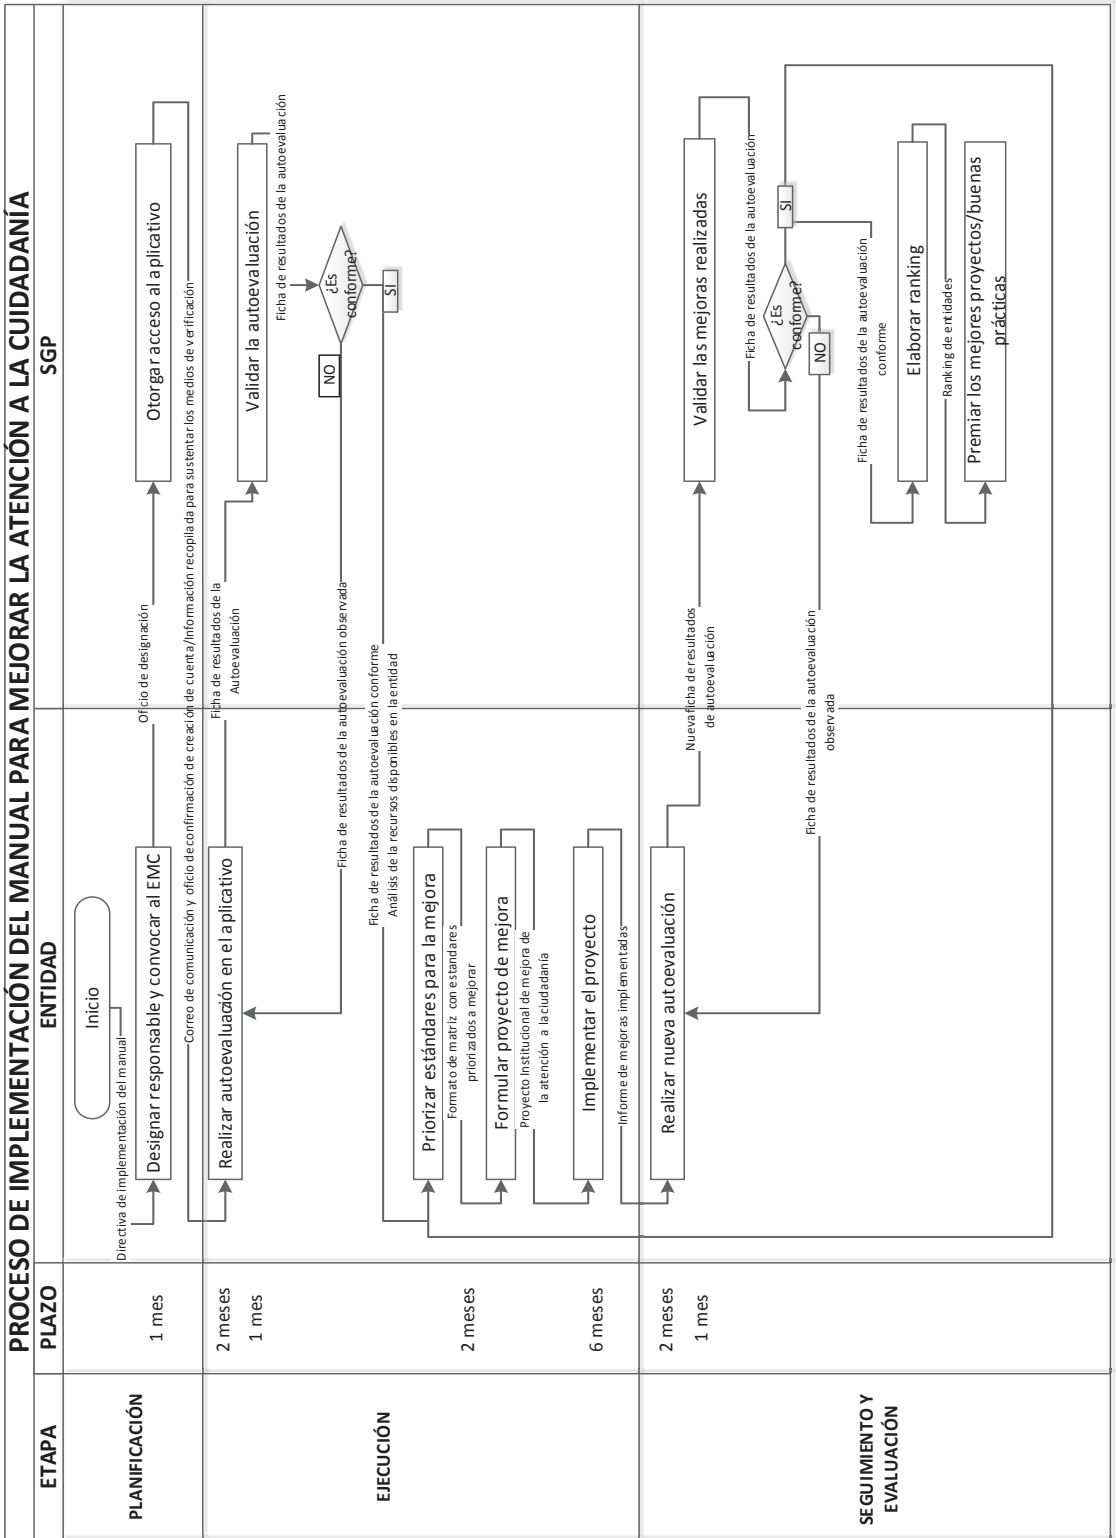 PROCESO DE IMPLEMENTACIÓN DEL MANUAL PARA MEJORAR LA ATENCIÓN A LA CUIDADANÍA
ETAPA
PLAZO
ENTIDAD
SGP
PLANIFICACIÓN
1 mes
Inicio
Directiva de implementación del manual
Designar responsable y convocar al EMC
Oficio de designación
Otorgar acceso al aplicativo
Correo de comunicación y oficio de confirmación de creación de cuenta/Información recopilada para sustentar los medios de verificación
EJECUCIÓN
2 meses
1 mes
2 meses
6 meses
Realizar autoevaluación en el aplicativo
Ficha de resultados de la
Autoevaluación
Validar la autoevaluación
Ficha de resultados de la autoevaluación
¿Es
conforme?
NO
SI
Ficha de resultados de la autoevaluación observada
Ficha de resultados de la autoevaluación conforme
Análisis de la recursos disponibles en la entidad
Priorizar estándares para la mejora
Formato de matriz con estandares
priorizados a mejorar
Formular proyecto de mejora
Proyecto Institucional de mejora de
la atención a la ciudadanía
Implementar el proyecto
Informe de mejoras implementadas
SEGUIMIENTO Y
EVALUACIÓN
2 meses
1 mes
Realizar nueva autoevaluación
Nueva ficha de resultados
de autoevaluación
Validar las mejoras realizadas
Ficha de resultados de la autoevaluación
¿Es
conforme?
SI
NO
Ficha de resultados de la autoevaluación
observada
Ficha de resultados de la autoevaluación
conforme
Elaborar ranking
Ranking de entidades
Premiar los mejores proyectos/buenas
prácticas